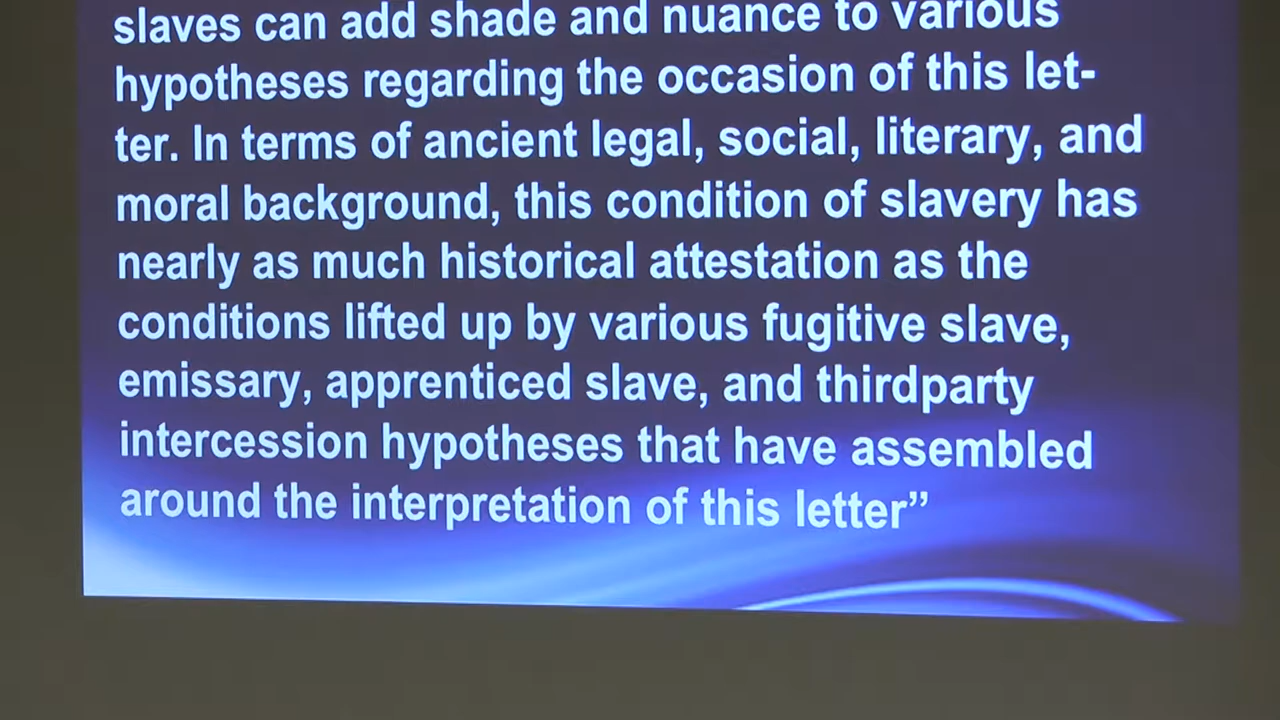 slaves can add shade and nuance to various
hypotheses regarding the occasion of this let-
ter. In terms of ancient legal, social, literary, and
moral background, this condition of slavery has
nearly as much historical attestation as the
conditions lifted up by various fugitive slave,
emissary, apprenticed slave, and thirdparty
intercession hypotheses that have assembled
around the interpretation of this letter”